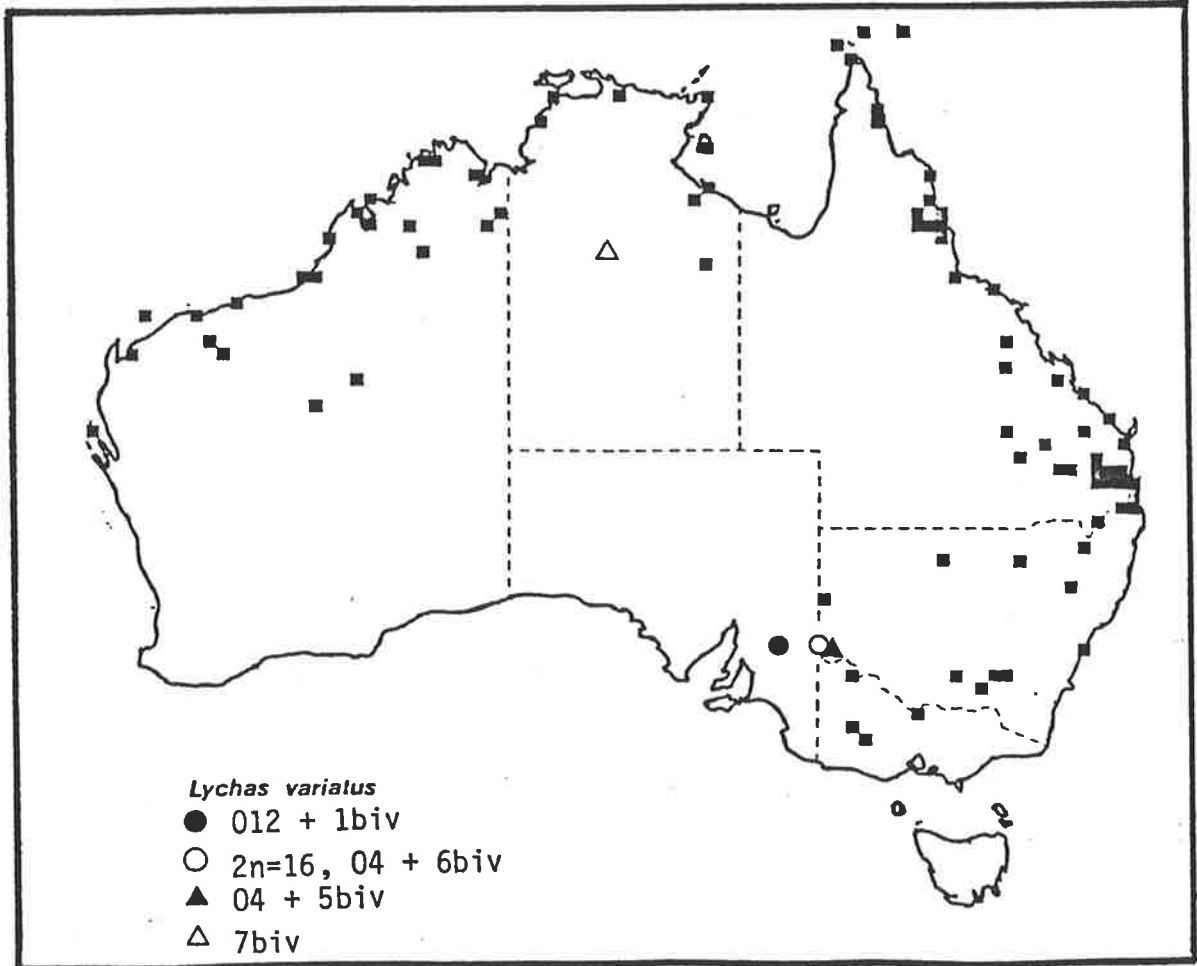 Lychas variatus
012 + 1biv
2n=16, 04 + 6biv
04 + 5biv
7biv